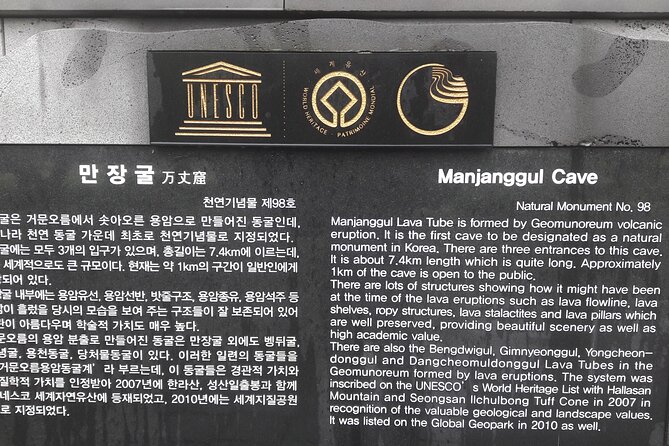 UNESCO
세계유산
WORLD HERITAGE · PATRIMOINE MONDIAL
만장굴 万丈窟
천연기념물 제98호
굴은 거문오름에서 솟아오른 용암으로 만들어진 동굴인데,
나라 천연 동굴 가운데 최초로 천연기념물로 지정되었다.
굴에는 모두 3개의 입구가 있으며, 총길이는 7.4km에 이르는데,
세계적으로도 큰 규모이다. 현재는 약 1km의 구간이 일반인에게
되어 있다.
굴 내부에는 용암유선, 용암선반, 밧줄구조, 용암종유, 용암석주 등
흘렀을 당시의 모습을 보여 주는 구조들이 잘 보존되어 있어
아름다우며 학술적 가치도 매우 높다.
오름의 용암 분출로 만들어진 동굴은 만장굴 외에도 벵뒤굴,
굴, 용천동굴, 당처물동굴이 있다. 이러한 일련의 동굴들을
거문오름용암동굴계' 라 부르는데, 이 동굴들은 경관적 가치와
질학적 가치를 인정받아 2007년에 한라산, 성산일출봉과 함께
네스코 세계자연유산에 등재되었고, 2010년에는 세계지질공원
로 지정되었다.
Manjanggul Cave
Natural Monument No. 98
Manjanggul Lava Tube is formed by Geomunoreum volcanic
eruption. It is the first cave to be designated as a natural
monument in Korea. There are three entrances to this cave.
It is about 7.4km length which is quite long. Approximately
1km of the cave is open to the public.
There are lots of structures showing how it might have been
at the time of the lava eruptions such as lava flowline, lava
shelves, ropy structures, lava stalactites and lava pillars which
are well preserved, providing beautiful scenery as well as
high academic value.
There are also the Bengdwigul, Gimnyeonggul, Yongcheon-
donggul and Dangcheomuldonggul Lava Tubes in the
Geomunoreum formed by lava eruptions. The system was
inscribed on the UNESCO's World Heritage List with Hallasan
Mountain and Seongsan Ilchulbong Tuff Cone in 2007 in
recognition of the valuable geological and landscape values.
It was listed on the Global Geopark in 2010 as well.